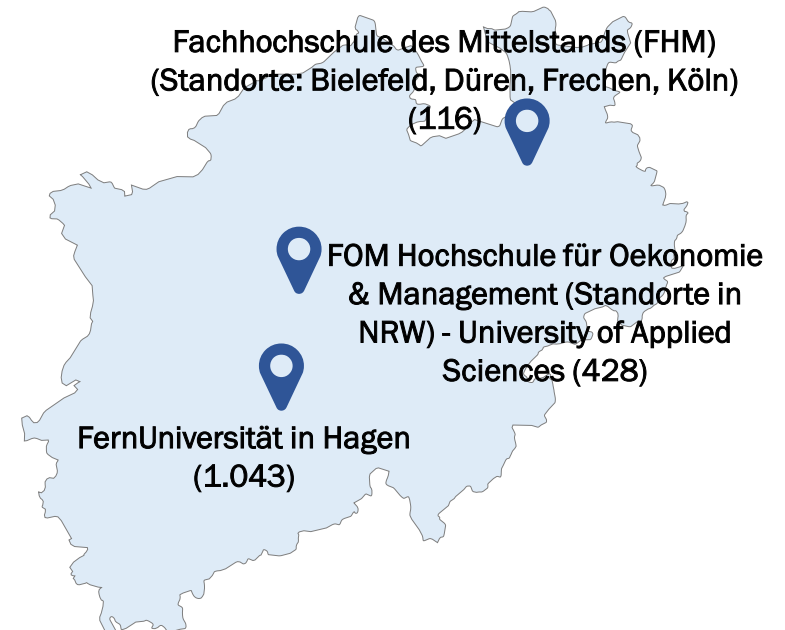 Fachhochschule des Mittelstands (FHM)
(Standorte: Bielefeld, Düren, Frechen, Köln)
(116)
FOM Hochschule für Oekonomie
& Management (Standorte in
NRW) - University of Applied
Sciences (428)
FernUniversität in Hagen
(1.043)